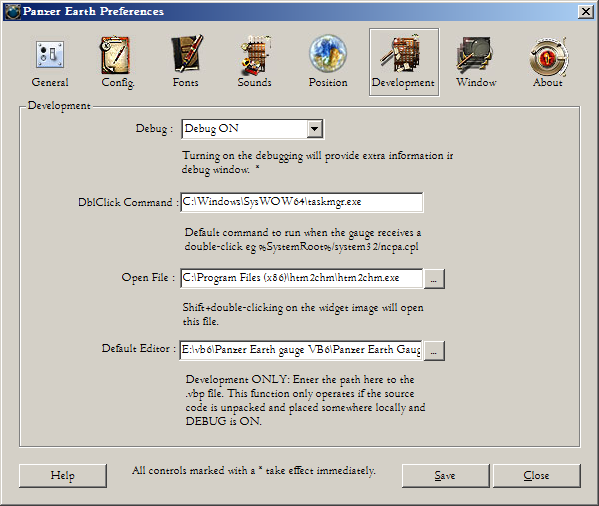 Panzer Earth Preferences
General Config. Fonts Sounds Position Development Window About
Development
Debug : Debug ON
Turning on the debugging will provide extra information in
debug window. *
DblClick Command : C:\Windows\SysWOW64\taskmgr.exe
Default command to run when the gauge receives a
double-click eg %SystemRoot%/system32/ncpa.cpl
Open File : C:\Program Files (x86)\htm2chm\htm2chm.exe ...
Shift+double-clicking on the widget image will open
this file.
Default Editor : E:\vb6\Panzer Earth gauge VB6\Panzer Earth Gaug ...
Development ONLY: Enter the path here to the
.vbp file. This function only operates if the source
code is unpacked and placed somewhere locally and
DEBUG is ON.
Help All controls marked with a * take effect immediately. Save Close